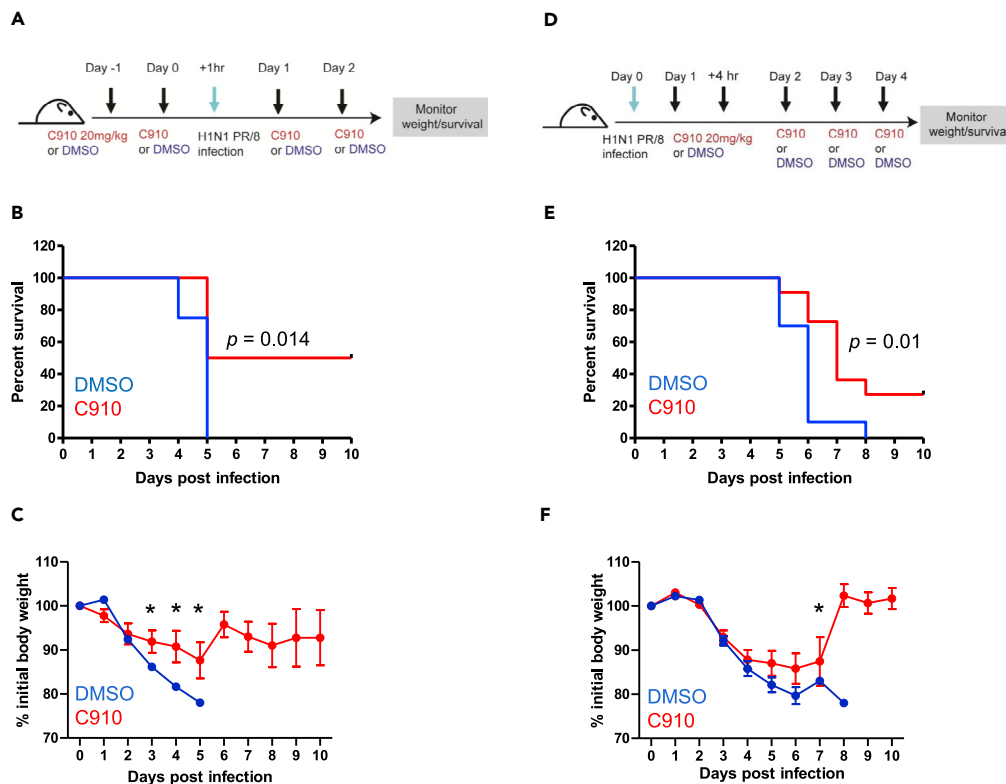 A
Day -1 Day 0 +1hr Day 1 Day 2
C910 20mg/kg C910 H1N1 PR/8 C910 C910
or DMSO or DMSO infection or DMSO or DMSO
Monitor
weight/survival
D
Day 0 Day 1 +4 hr Day 2 Day 3 Day 4
H1N1 PR/8
infection
C910 20mg/kg
or DMSO
C910 C910 C910
or or or
DMSO DMSO DMSO
Monitor
weight/surviva
B
120
100
80
60
40
20
0
Percent survival
p = 0.014
DMSO
C910
0 1 2 3 4 5 6 7 8 9 10
Days post infection
E
120
100
80
60
40
20
0
Percent survival
p = 0.01
DMSO
C910
0 1 2 3 4 5 6 7 8 9 10
Days post infection
C
110
100
90
80
70
% initial body weight
* * *
DMSO
C910
0 1 2 3 4 5 6 7 8 9 10
Days post infection
F
110
100
90
80
70
% initial body weight
*
DMSO
C910
0 1 2 3 4 5 6 7 8 9 10
Days post infection